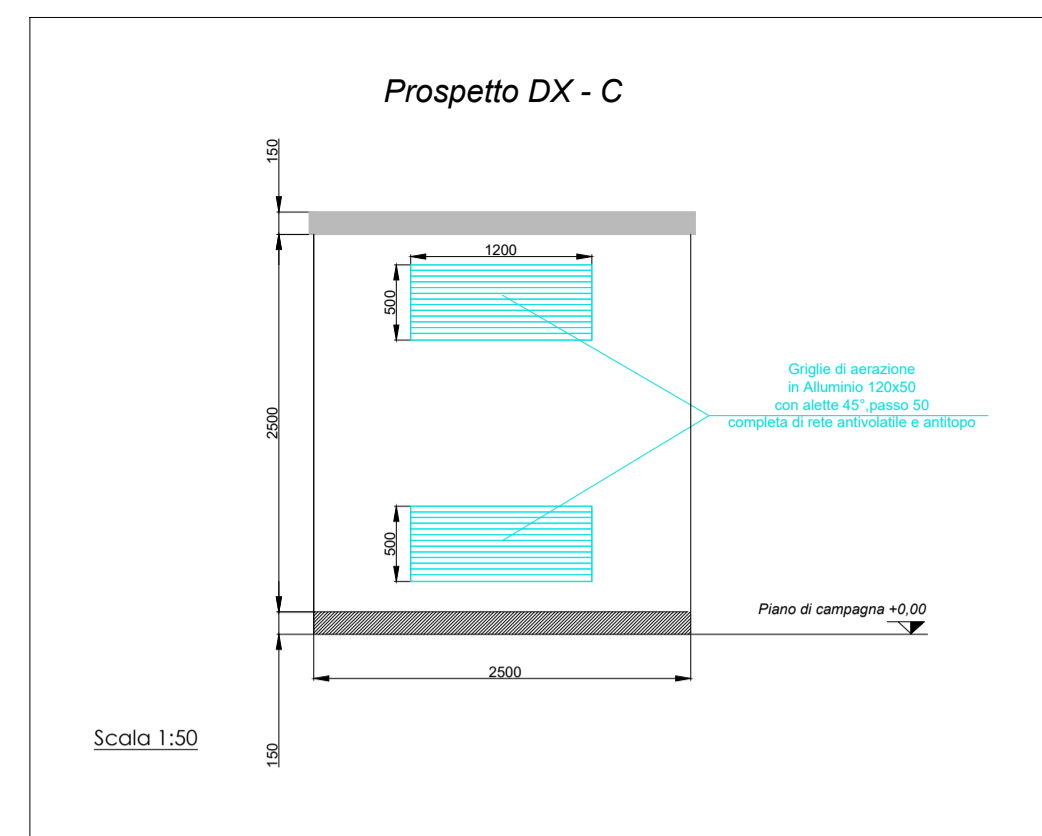 Prospetto DX - C
150
1200
500
Griglie di aerazione
in Alluminio 120x50
con alette 45°,passo 50
completa di rete antivolatile e antitopo
2500
500
Piano di campagna +0,00
2500
Scala 1:50
150